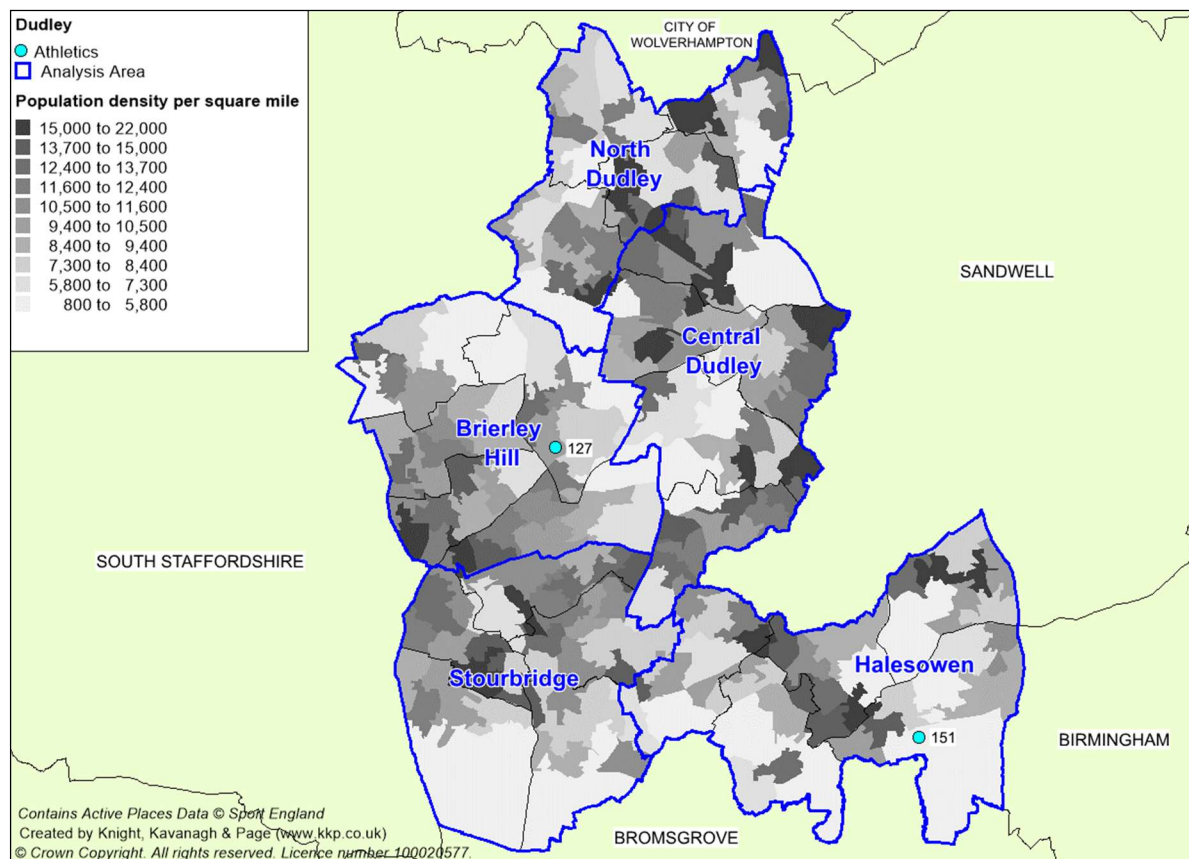 Dudley
Athletics
Analysis Area
Population density per square mile
15,000 to 22,000
13,700 to 15,000
12,400 to 13,700
11,600 to 12,400
10,500 to 11,600
9,400 to 10,500
8,400 to 9,400
7,300 to 8,400
5,800 to 7,300
800 to 5,800
CITY OF
WOLVERHAMPTON
North
Dudley
SANDWELL
Central
Dudley
Brierley
Hill
127
SOUTH STAFFORDSHIRE
Stourbridge
Halesowen
151
BIRMINGHAM
BROMSGROVE
Contains Active Places Data © Sport England
Created by Knight, Kavanagh & Page (www.kkp.co.uk)
© Crown Copyright. All rights reserved. Licence number 100020577.